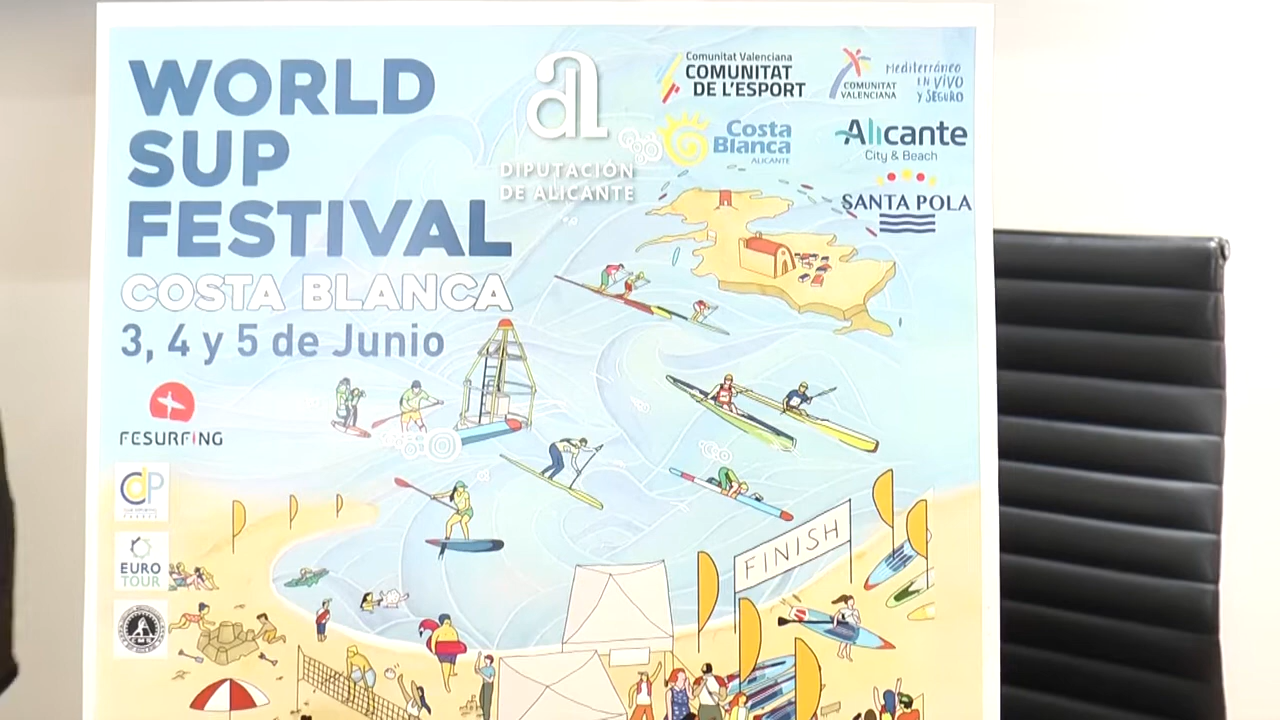 WORLD
SUP
FESTIVAL
COSTA BLANCA
3, 4 y 5 de Junio
DIPUTACIÓN
DE ALICANTE
Comunitat Valenciana
COMUNITAT
DE L'ESPORT
COMUNITAT
VALENCIANA
Mediterráneo
EN VIVO
Y SEGURO
Costa
Blanca
ALICANTE
Alicante
City & Beach
SANTA POLA
FESURFING
CDP
EURO
TOUR
FINISH